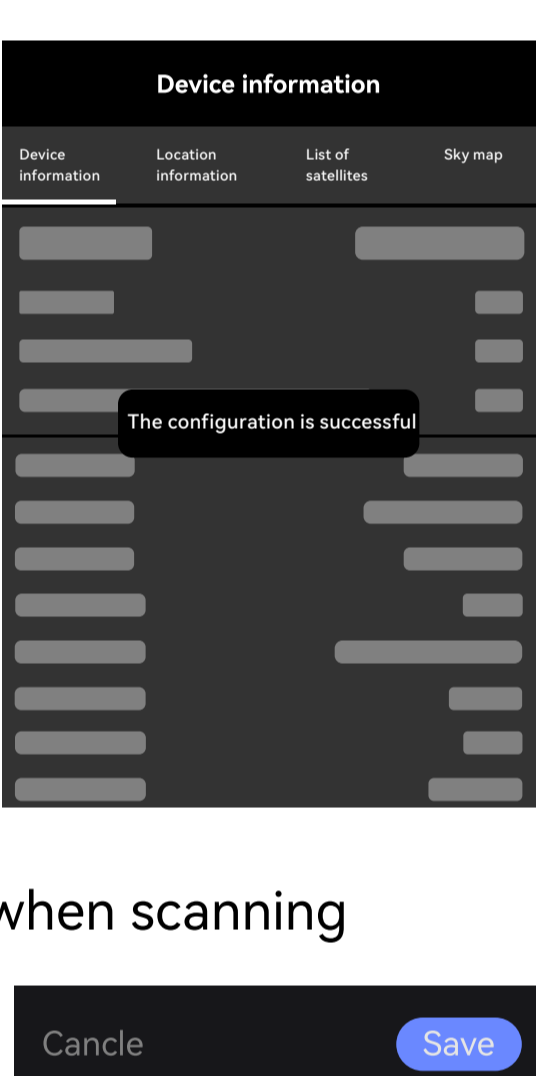 Device information
Device information
Location information
List of satellites
Sky map
The configuration is successful
when scanning
Cancle
Save